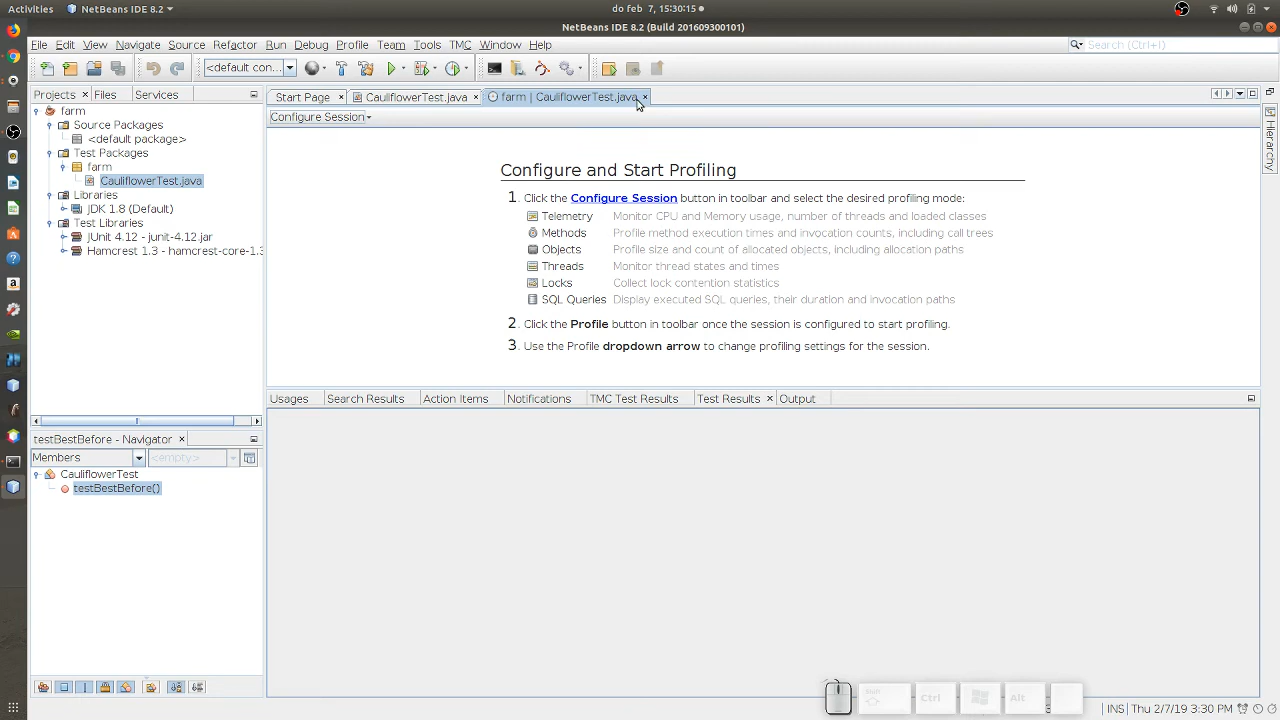 Activities NetBeans IDE 8.2 do feb 7, 15:30:15
NetBeans IDE 8.2 (Build 201609300101)
File Edit View Navigate Source Refactor Run Debug Profile Team Tools TMC Window Help Search (Ctrl+I)
<default con...
Projects Files Services
Start Page CauliflowerTest.java farm | CauliflowerTest.java
Configure Session
farm
Source Packages
<default package>
Test Packages
farm
CauliflowerTest.java
Libraries
JDK 1.8 (Default)
Test Libraries
JUnit 4.12 - junit-4.12.jar
Hamcrest 1.3 - hamcrest-core-1.3
Configure and Start Profiling
1. Click the Configure Session button in toolbar and select the desired profiling mode:
Telemetry Monitor CPU and Memory usage, number of threads and loaded classes
Methods Profile method execution times and invocation counts, including call trees
Objects Profile size and count of allocated objects, including allocation paths
Threads Monitor thread states and times
Locks Collect lock contention statistics
SQL Queries Display executed SQL queries, their duration and invocation paths
2. Click the Profile button in toolbar once the session is configured to start profiling.
3. Use the Profile dropdown arrow to change profiling settings for the session.
Hierarchy
Usages Search Results Action Items Notifications TMC Test Results Test Results Output
testBestBefore - Navigator
Members <empty>
CauliflowerTest
testBestBefore()
Shift Ctrl Alt
INS Thu 2/7/19 3:30 PM